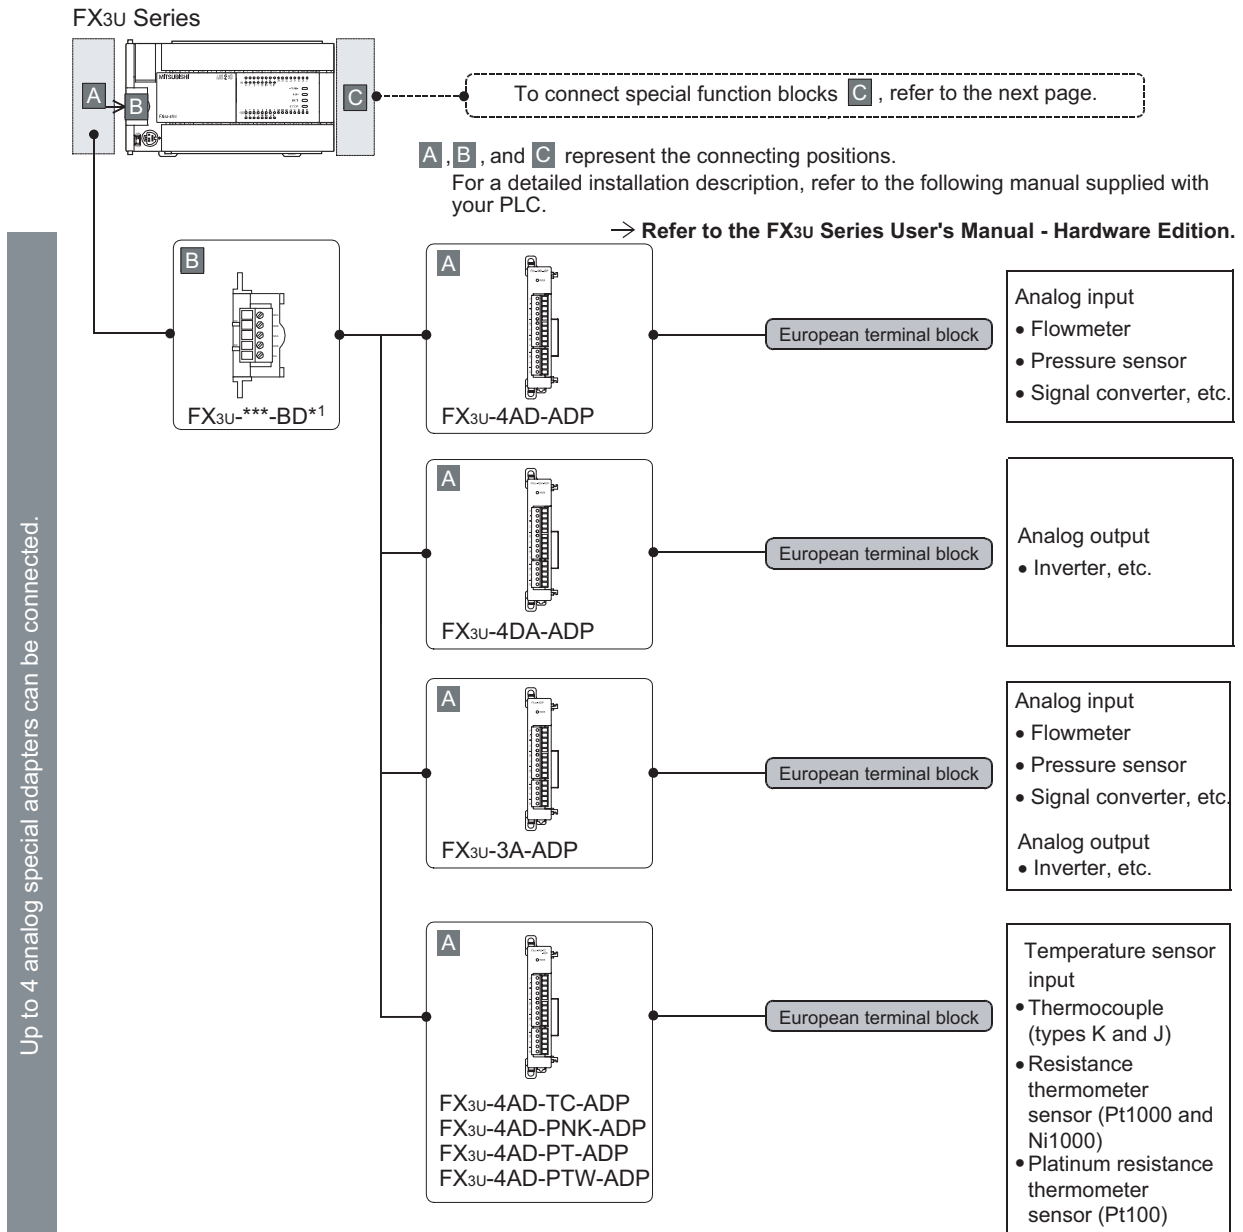 FX3U Series
A
B
C
MITSUBISHI
To connect special function blocks C , refer to the next page.
A , B , and C represent the connecting positions.
For a detailed installation description, refer to the following manual supplied with
your PLC.
→ Refer to the FX3U Series User's Manual - Hardware Edition.
Up to 4 analog special adapters can be connected.
B
FX3U-***-BD*1
A
FX3U-4AD-ADP
European terminal block
Analog input
• Flowmeter
• Pressure sensor
• Signal converter, etc.
A
FX3U-4DA-ADP
European terminal block
Analog output
• Inverter, etc.
A
FX3U-3A-ADP
European terminal block
Analog input
• Flowmeter
• Pressure sensor
• Signal converter, etc.
Analog output
• Inverter, etc.
A
FX3U-4AD-TC-ADP
FX3U-4AD-PNK-ADP
FX3U-4AD-PT-ADP
FX3U-4AD-PTW-ADP
European terminal block
Temperature sensor
input
• Thermocouple
(types K and J)
• Resistance
thermometer
sensor (Pt1000 and
Ni1000)
• Platinum resistance
thermometer
sensor (Pt100)